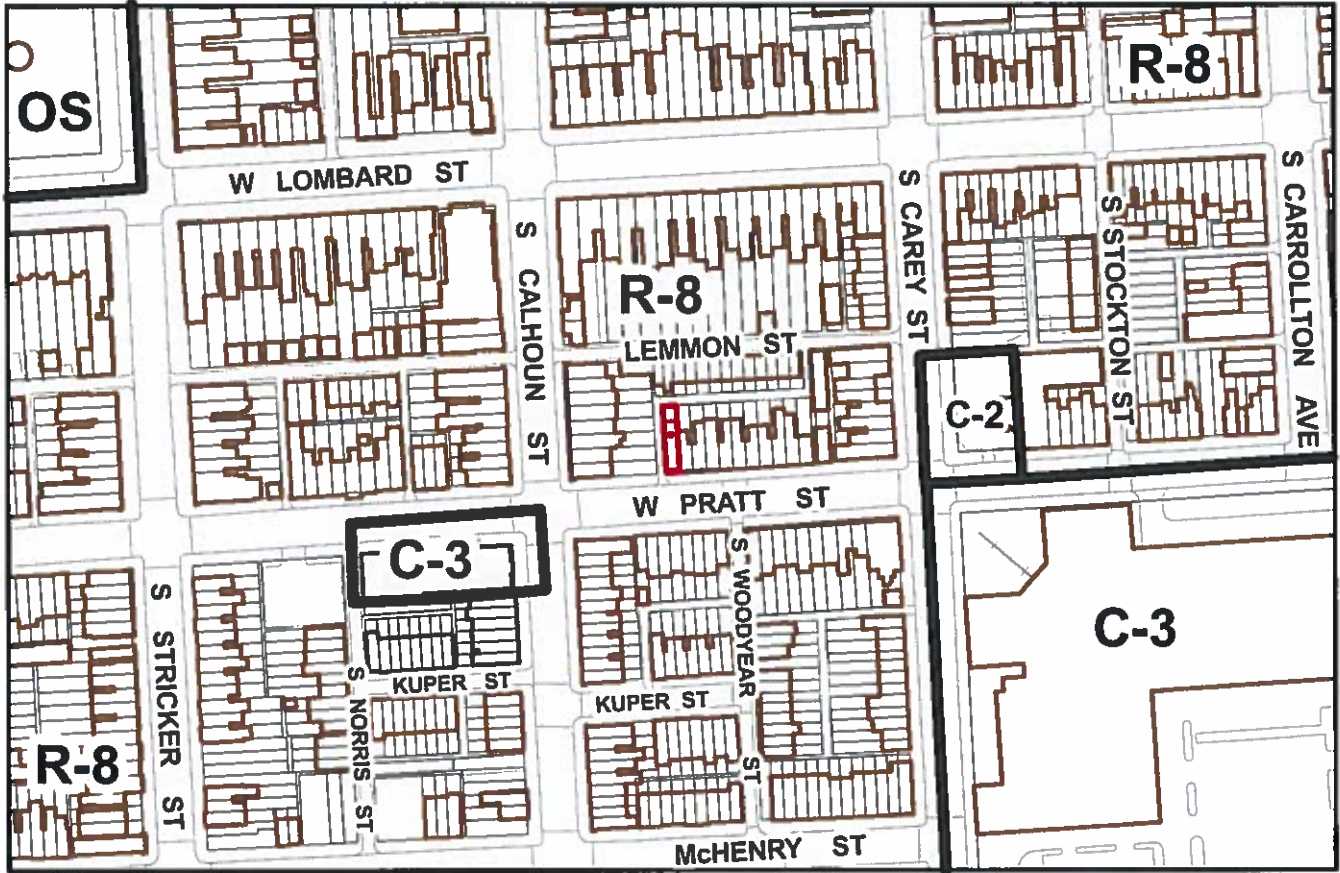 R-8
OS
W LOMBARD ST
S CALHOUN ST
S CAREY ST
S STOCKTON ST
S CARROLLTON AVE
R-8
LEMMON ST
C-2
W PRATT ST
C-3
S STRICKER ST
S NORRIS ST
KUPER ST
S WOODYEAR ST
KUPER ST
C-3
R-8
McHENRY ST